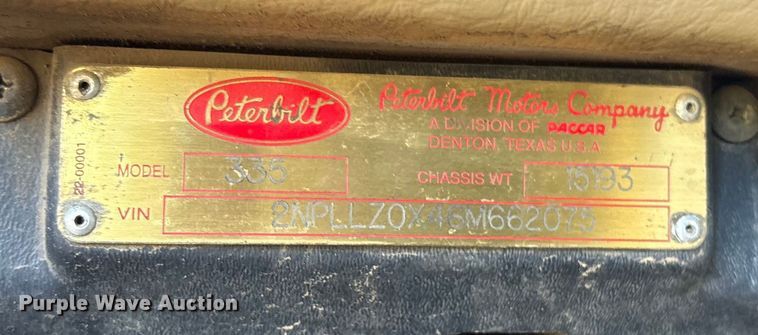 Peterbilt
Peterbilt Motors Company
A DIVISION OF PACCAR
DENTON, TEXAS U.S.A
MODEL 335
CHASSIS WT 15193
VIN 2NPLLZ0X46M662075
22-00001
Purple Wave Auction